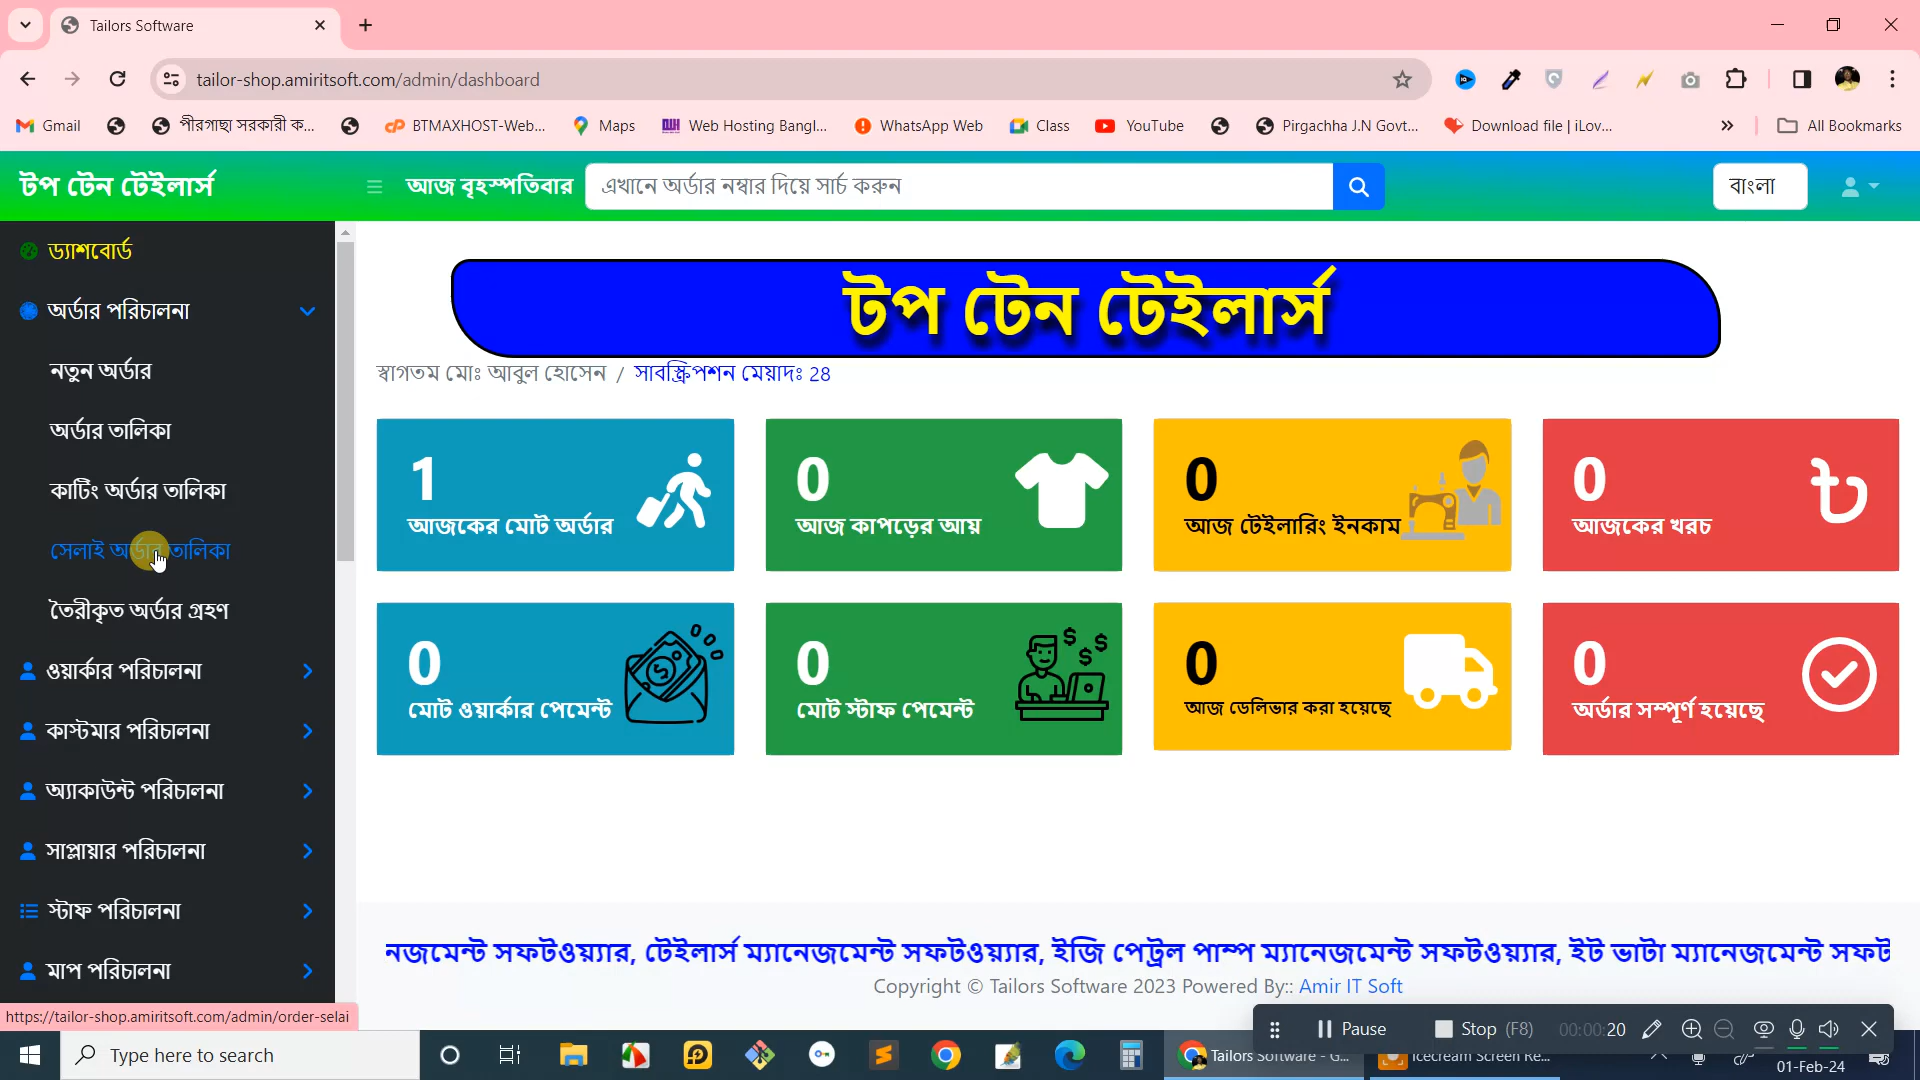 Tailors Software
tailor-shop.amiritsoft.com/admin/dashboard
Gmail পীরগাছা সরকারী ক... BTMAXHOST-Web... Maps Web Hosting Bangl... WhatsApp Web Class YouTube Pirgachha J.N Govt... Download file | iLov... All Bookmarks
টপ টেন টেইলার্স আজ বৃহস্পতিবার এখানে অর্ডার নম্বার দিয়ে সার্চ করুন বাংলা
ড্যাশবোর্ড
অর্ডার পরিচালনা
নতুন অর্ডার
অর্ডার তালিকা
কাটিং অর্ডার তালিকা
সেলাই অর্ডার তালিকা
তৈরীকৃত অর্ডার গ্রহণ
ওয়ার্কার পরিচালনা
কাস্টমার পরিচালনা
অ্যাকাউন্ট পরিচালনা
সাপ্লায়ার পরিচালনা
স্টাফ পরিচালনা
মাপ পরিচালনা
টপ টেন টেইলার্স
স্বাগতম মোঃ আবুল হোসেন / সাবস্ক্রিপশন মেয়াদঃ 28
1
আজকের মোট অর্ডার
0
আজ কাপড়ের আয়
0
আজ টেইলারিং ইনকাম
0
আজকের খরচ
৳
0
মোট ওয়ার্কার পেমেন্ট
0
মোট স্টাফ পেমেন্ট
0
আজ ডেলিভার করা হয়েছে
0
অর্ডার সম্পূর্ণ হয়েছে
নজমেন্ট সফটওয়্যার, টেইলার্স ম্যানেজমেন্ট সফটওয়্যার, ইজি পেট্রল পাম্প ম্যানেজমেন্ট সফটওয়্যার, ইট ভাটা ম্যানেজমেন্ট সফট
Copyright © Tailors Software 2023 Powered By:: Amir IT Soft
https://tailor-shop.amiritsoft.com/admin/order-selai
Pause Stop (F8) 00:00:20
Type here to search Tailors Software - G... Icecream Screen Re...
01-Feb-24